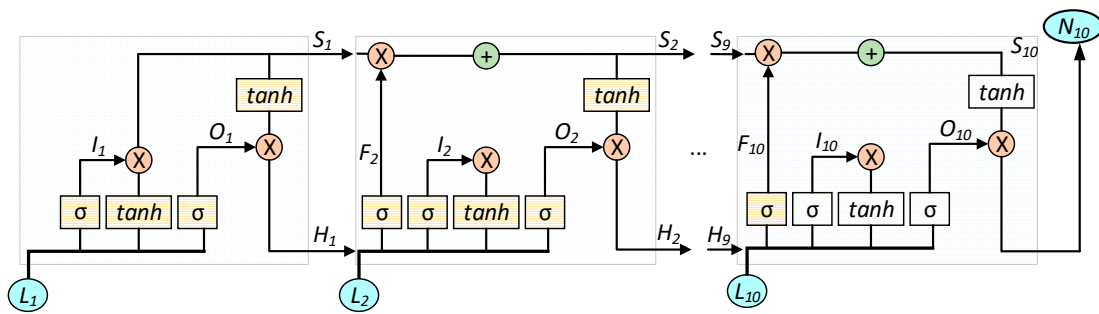 S1 S2 S9 S10 N10
X + X +
tanh tanh tanh
I1 X O1 X F2 I2 X O2 X ... F10 I10 X O10 X
σ tanh σ σ σ tanh σ σ σ tanh σ
H1 H2 H9
L1 L2 L10